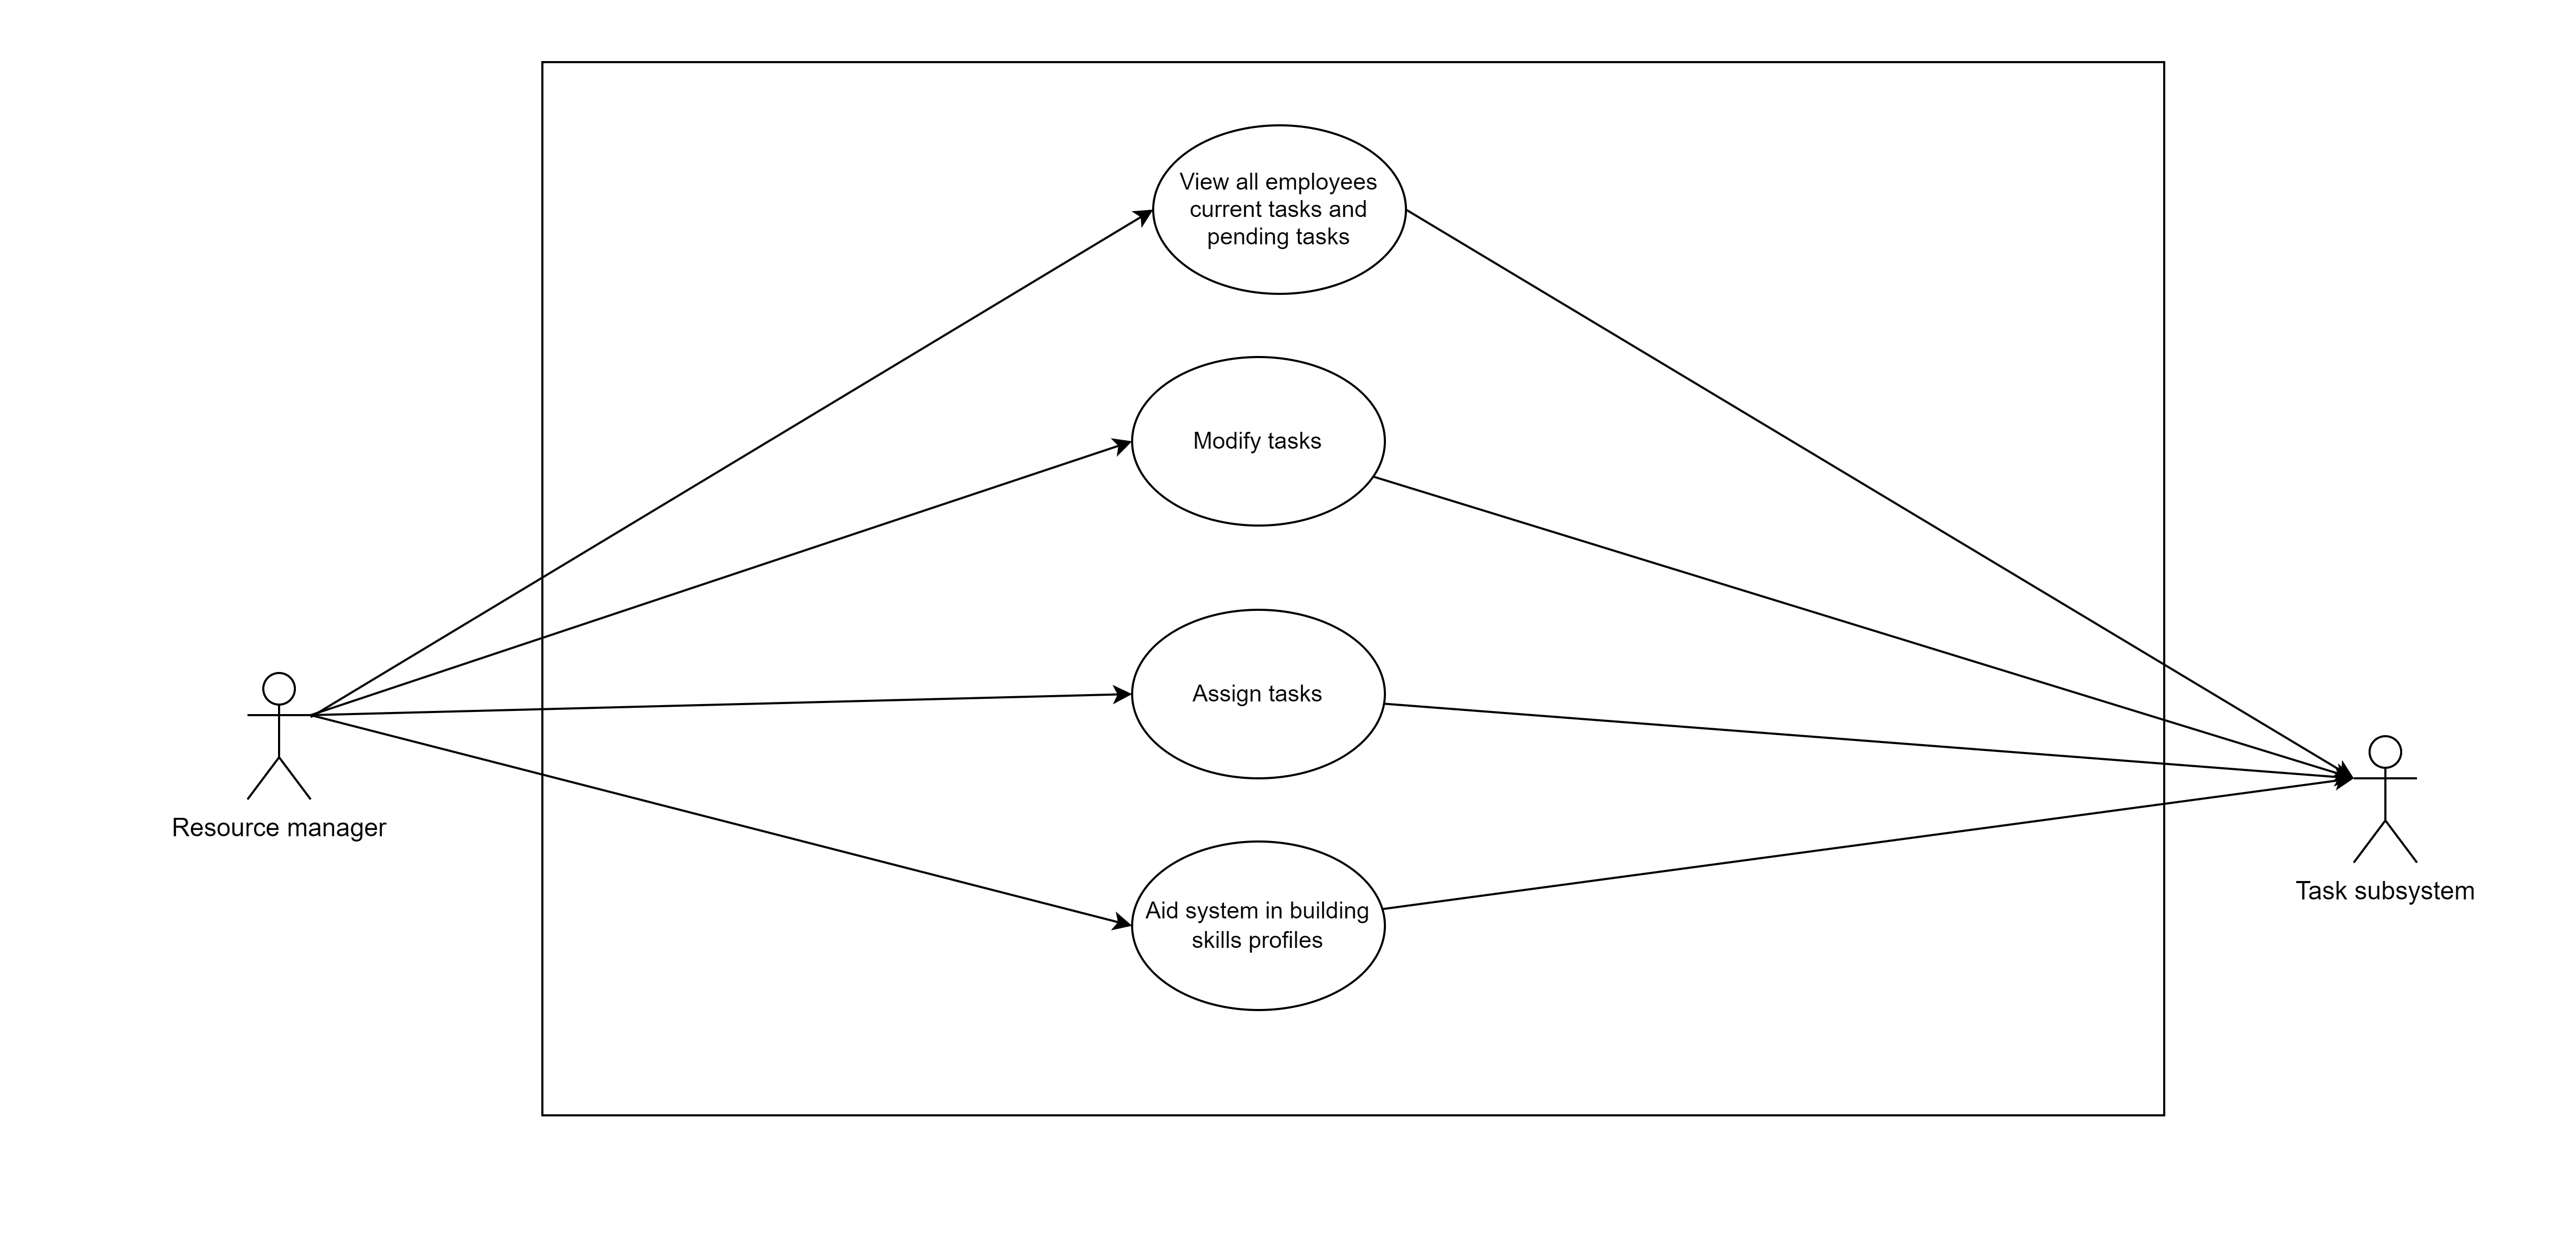 View all employees
current tasks and
pending tasks
Modify tasks
Assign tasks
Resource manager
Task subsystem
Aid system in building
skills profiles